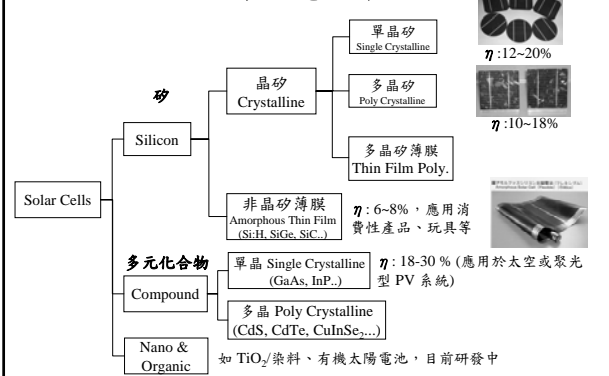 單晶矽
Single Crystalline
η :12~20%
矽
晶矽
Crystalline
多晶矽
Poly Crystalline
η :10~18%
Silicon
多晶矽薄膜
Thin Film Poly.
Solar Cells
非晶矽薄膜
Amorphous Thin Film
(Si:H, SiGe, SiC..)
η : 6~8%，應用消
費性產品、玩具等
多元化合物
Compound
單晶 Single Crystalline
(GaAs, InP..)
η : 18-30 % (應用於太空或聚光
型 PV 系統)
多晶 Poly Crystalline
(CdS, CdTe, CuInSe₂...)
Nano &
Organic
如 TiO₂/染料、有機太陽電池，目前研發中